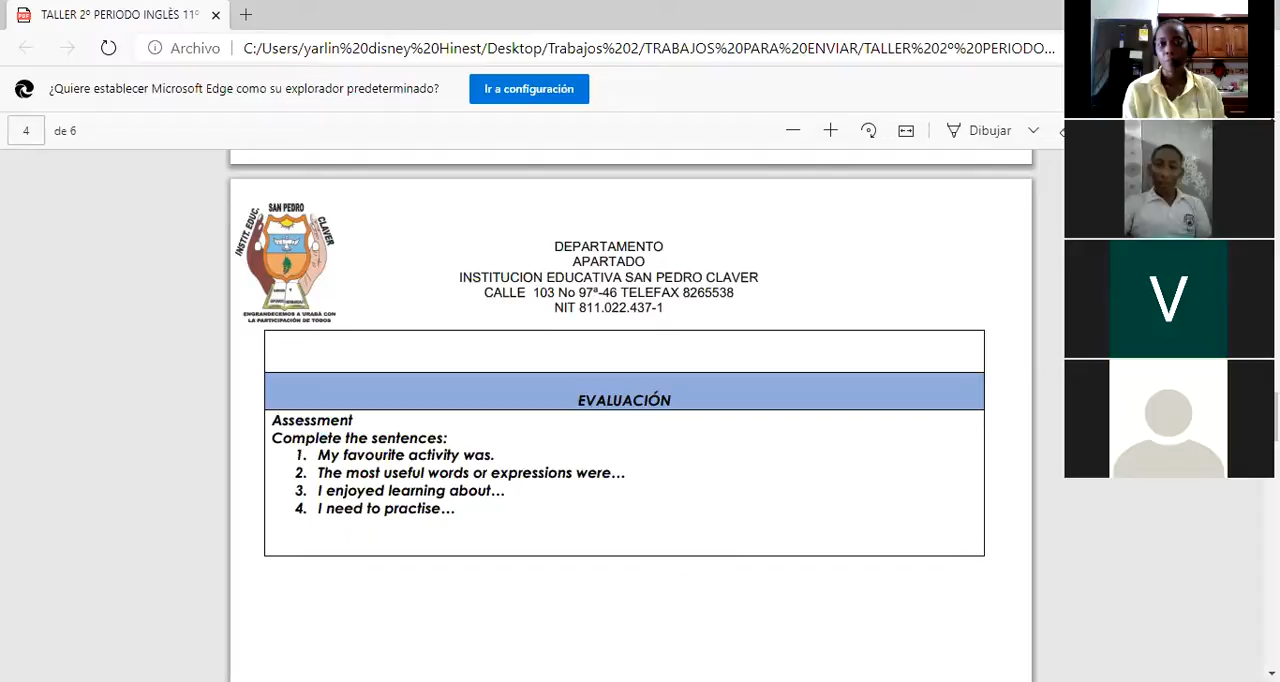 TALLER 2º PERIODO INGLÈS 11º
Archivo
C:/Users/yarlin%20disney%20Hinest/Desktop/Trabajos%202/TRABAJOS%20PARA%20ENVIAR/TALLER%202º%20PERIODO...
¿Quiere establecer Microsoft Edge como su explorador predeterminado?
Ir a configuración
4 de 6
Dibujar
INSTIT. EDUC. SAN PEDRO CLAVER
ENGRANDECEMOS A URABÁ CON
LA PARTICIPACIÓN DE TODOS
DEPARTAMENTO
APARTADO
INSTITUCION EDUCATIVA SAN PEDRO CLAVER
CALLE 103 No 97ª-46 TELEFAX 8265538
NIT 811.022.437-1
EVALUACIÓN
Assessment
Complete the sentences:
1. My favourite activity was.
2. The most useful words or expressions were...
3. I enjoyed learning about...
4. I need to practise...
V